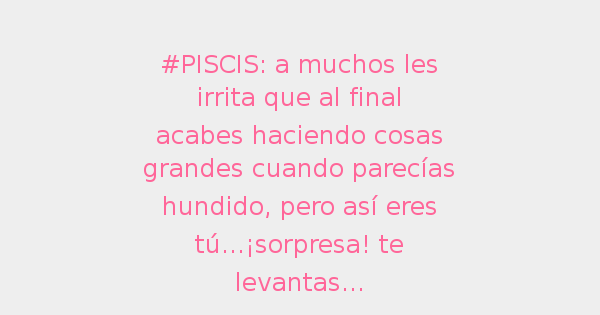 #PISCIS: a muchos les
irrita que al final
acabes haciendo cosas
grandes cuando parecías
hundido, pero así eres
tú...¡sorpresa! te
levantas...